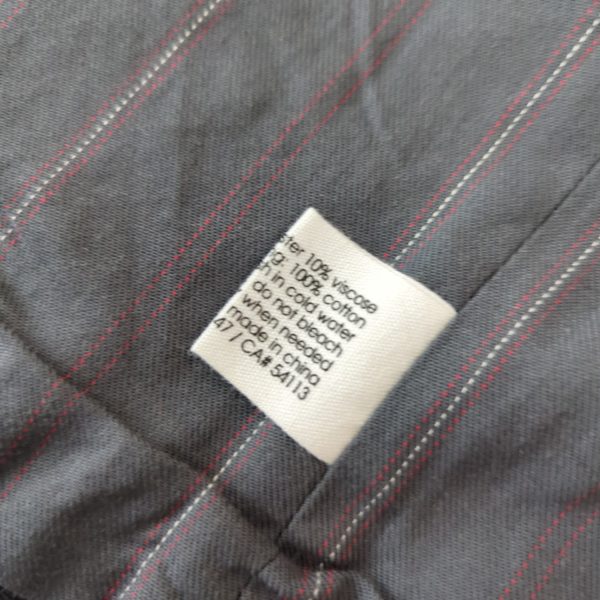 ter 10% viscose
g: 100% cotton
h in cold water
do not bleach
when needed
made in china
47 / CA# 54113